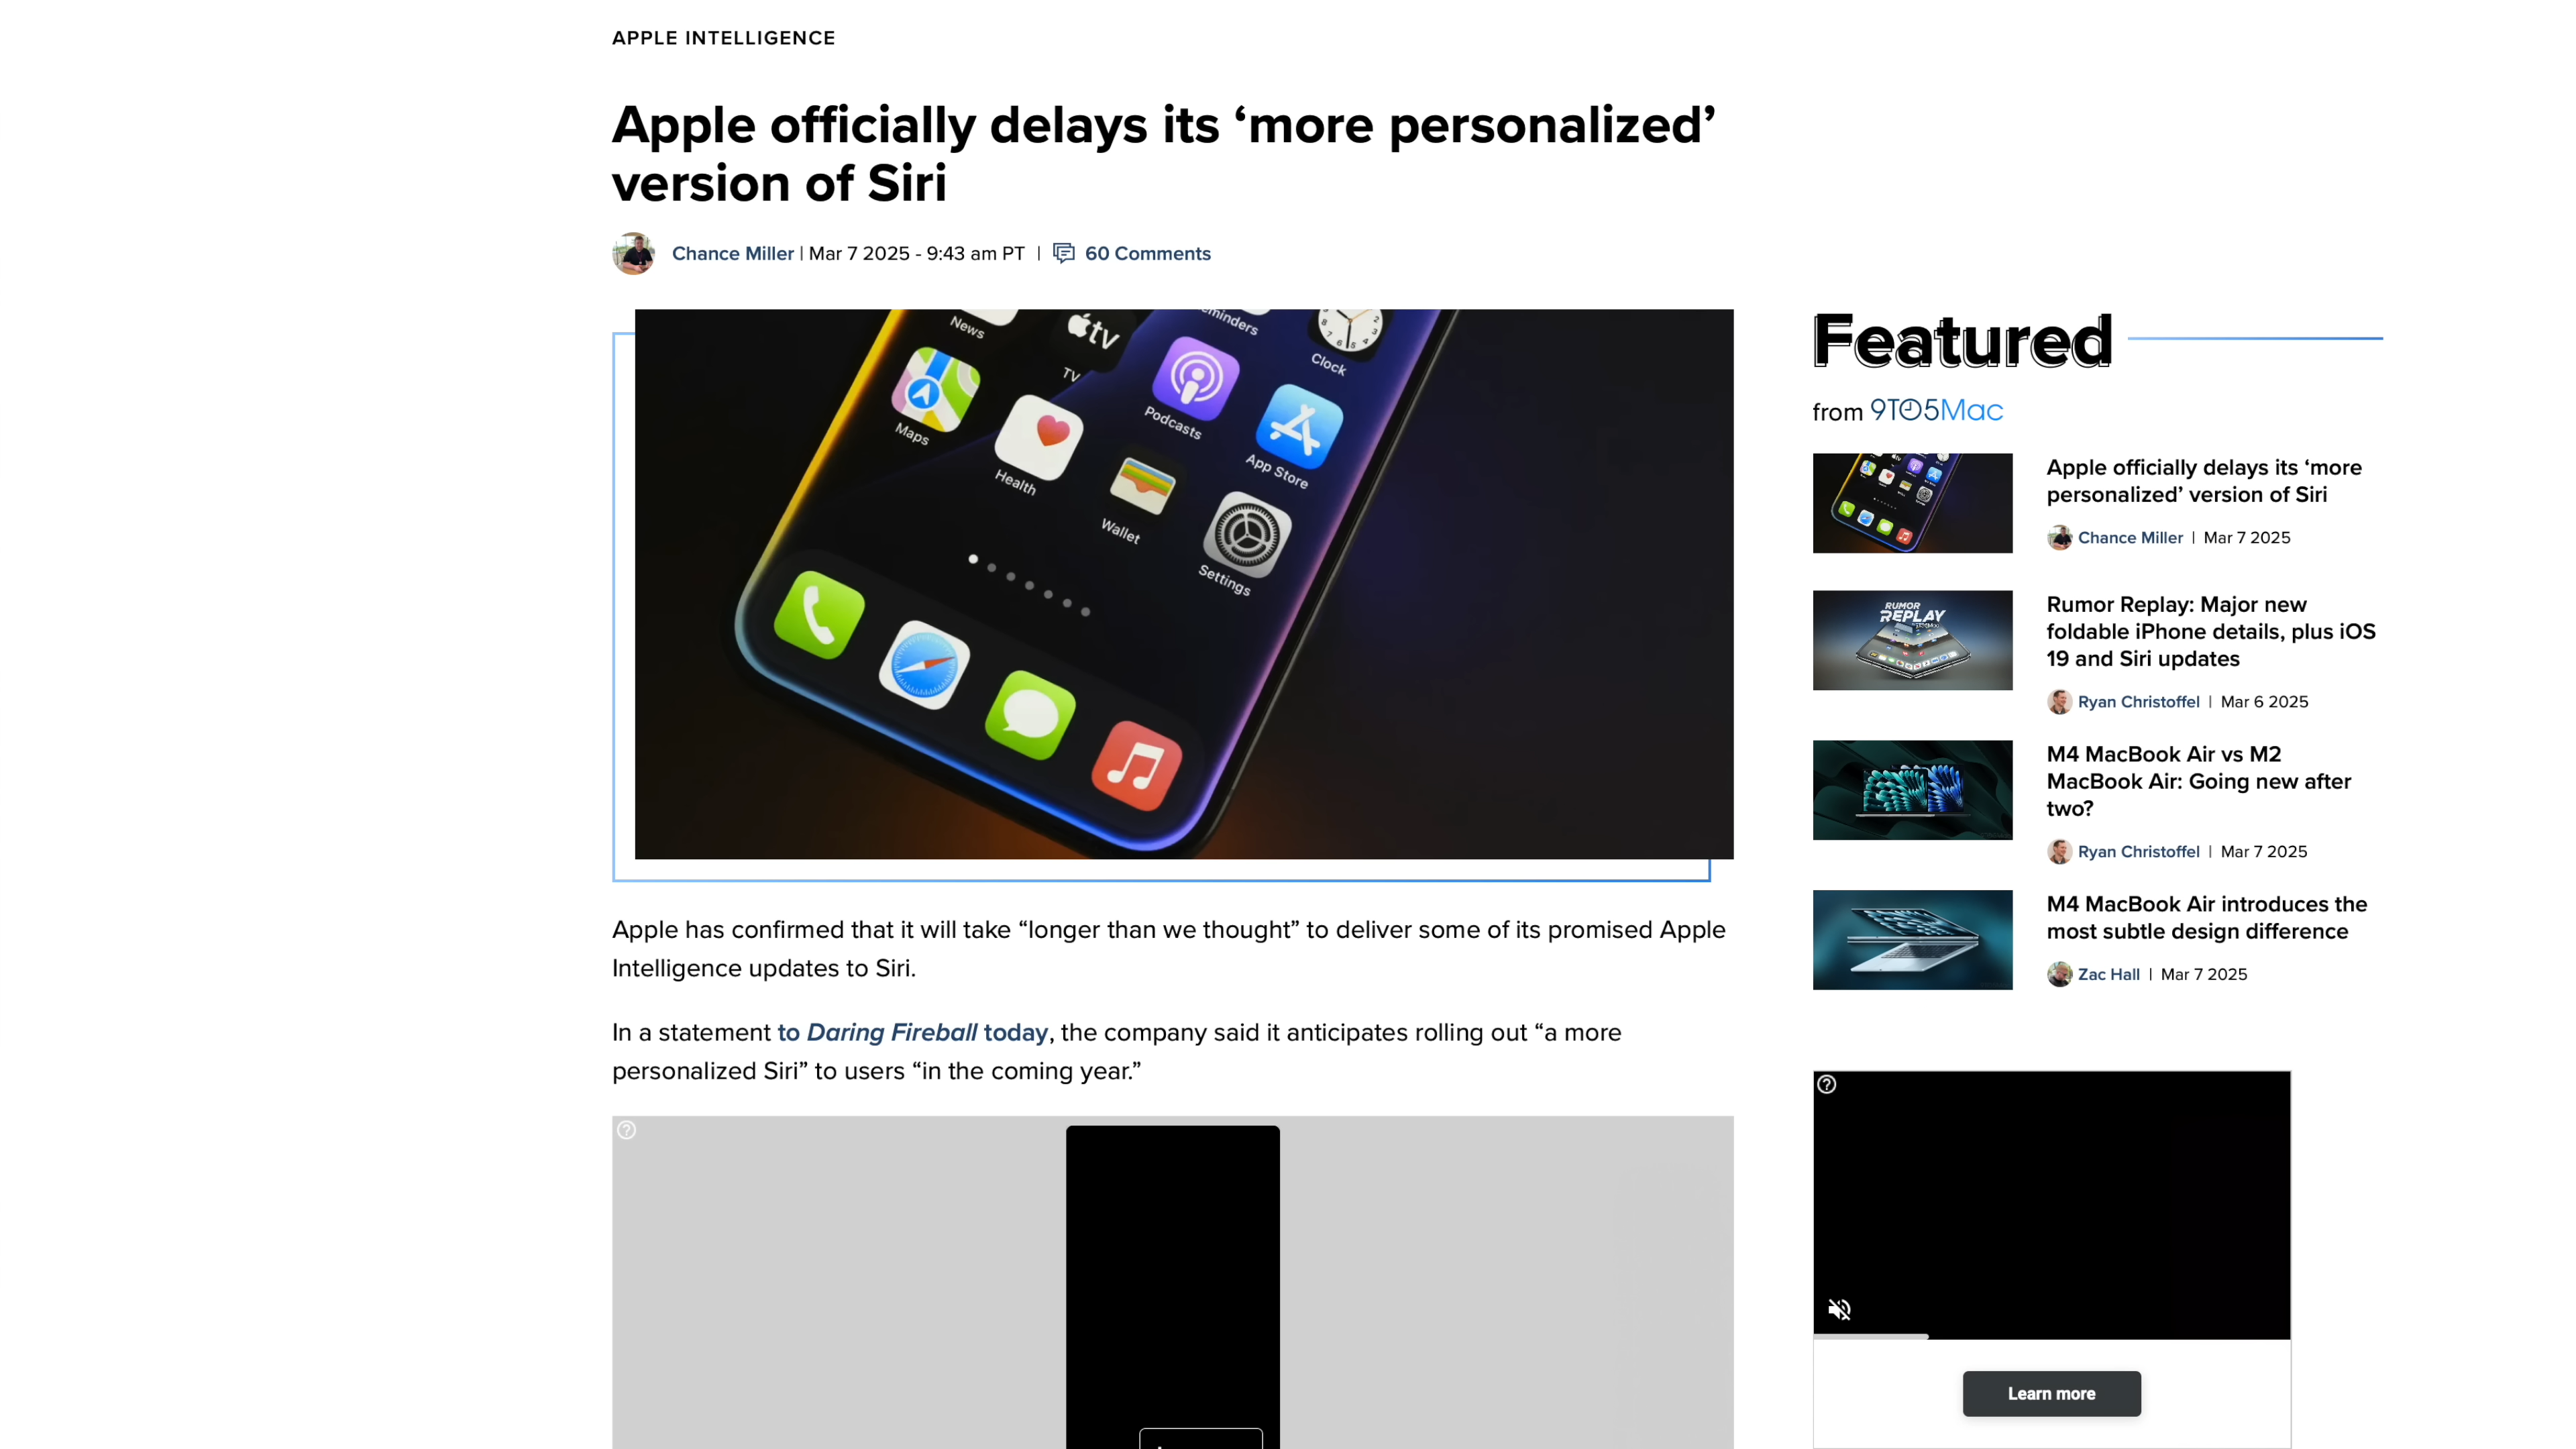 APPLE INTELLIGENCE
Apple officially delays its ‘more personalized’
version of Siri
Chance Miller | Mar 7 2025 - 9:43 am PT | 60 Comments
News
tv
TV
minders
Clock
Maps
Health
Podcasts
App Store
Wallet
Settings
Apple has confirmed that it will take “longer than we thought” to deliver some of its promised Apple
Intelligence updates to Siri.
In a statement to Daring Fireball today, the company said it anticipates rolling out “a more
personalized Siri” to users “in the coming year.”
Featured
from 9TO5Mac
Apple officially delays its ‘more
personalized’ version of Siri
Chance Miller | Mar 7 2025
RUMOR
REPLAY
Rumor Replay: Major new
foldable iPhone details, plus iOS
19 and Siri updates
Ryan Christoffel | Mar 6 2025
M4 MacBook Air vs M2
MacBook Air: Going new after
two?
Ryan Christoffel | Mar 7 2025
M4 MacBook Air introduces the
most subtle design difference
Zac Hall | Mar 7 2025
Learn more